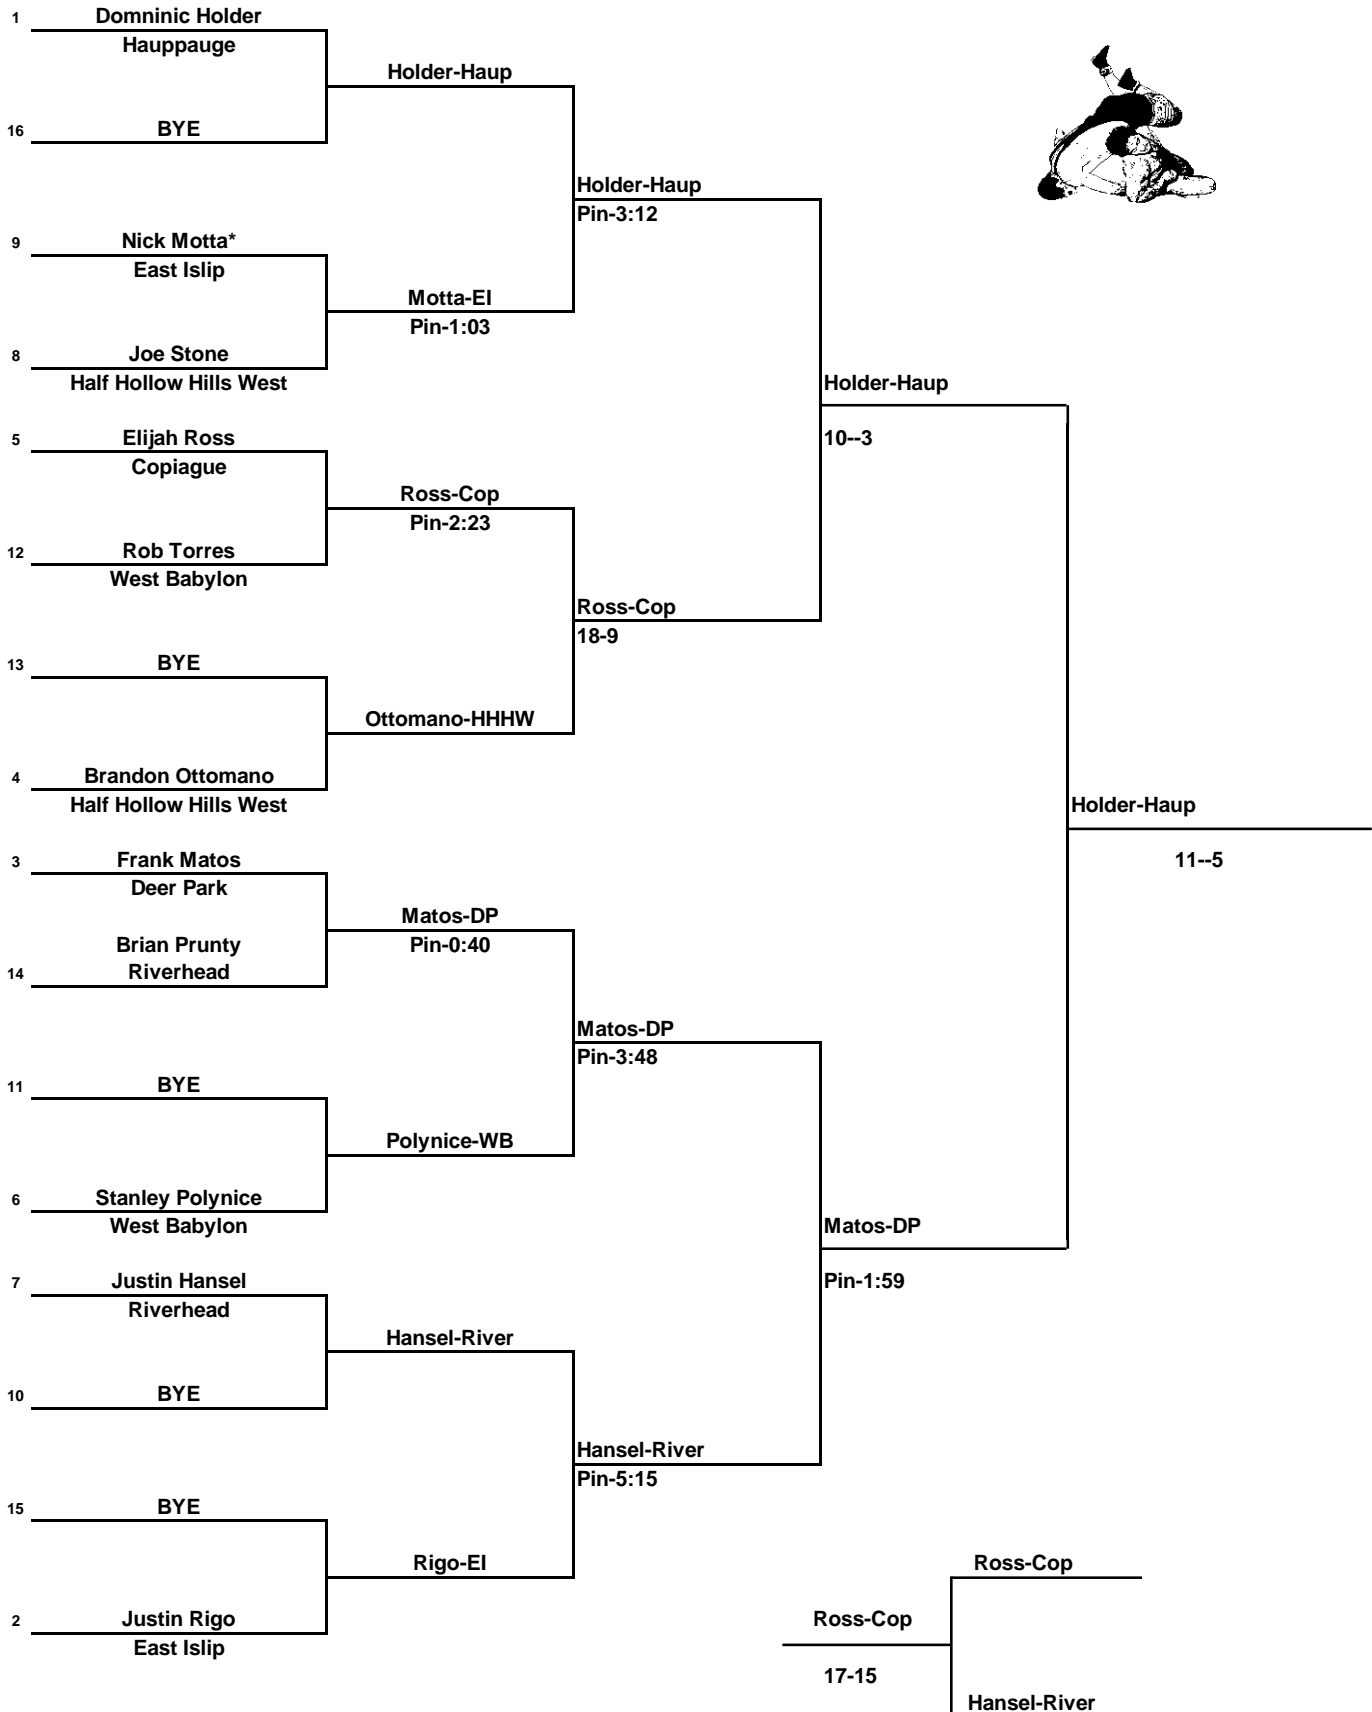 1 Domninic Holder
Hauppauge
Holder-Haup
16 BYE
Holder-Haup
Pin-3:12
9 Nick Motta*
East Islip
Motta-EI
Pin-1:03
8 Joe Stone
Half Hollow Hills West
Holder-Haup
10--3
5 Elijah Ross
Copiague
Ross-Cop
Pin-2:23
12 Rob Torres
West Babylon
Ross-Cop
18-9
13 BYE
Ottomano-HHHW
4 Brandon Ottomano
Half Hollow Hills West
Holder-Haup
11--5
3 Frank Matos
Deer Park
Matos-DP
Pin-0:40
Brian Prunty
14 Riverhead
Matos-DP
Pin-3:48
11 BYE
Polynice-WB
6 Stanley Polynice
West Babylon
Matos-DP
Pin-1:59
7 Justin Hansel
Riverhead
Hansel-River
10 BYE
Hansel-River
Pin-5:15
15 BYE
Rigo-EI
2 Justin Rigo
East Islip
Ross-Cop
Ross-Cop
17-15
Hansel-River